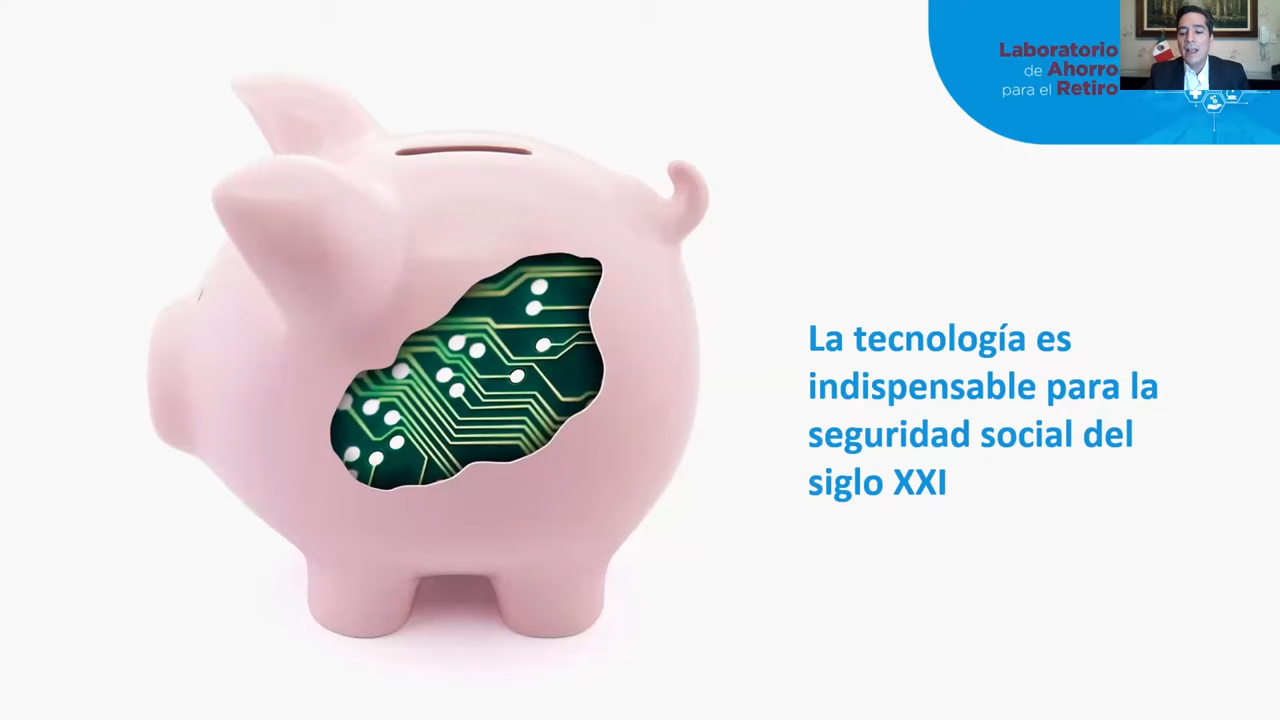 Laboratorio
de Ahorro
para el Retiro
La tecnología es
indispensable para la
seguridad social del
siglo XXI